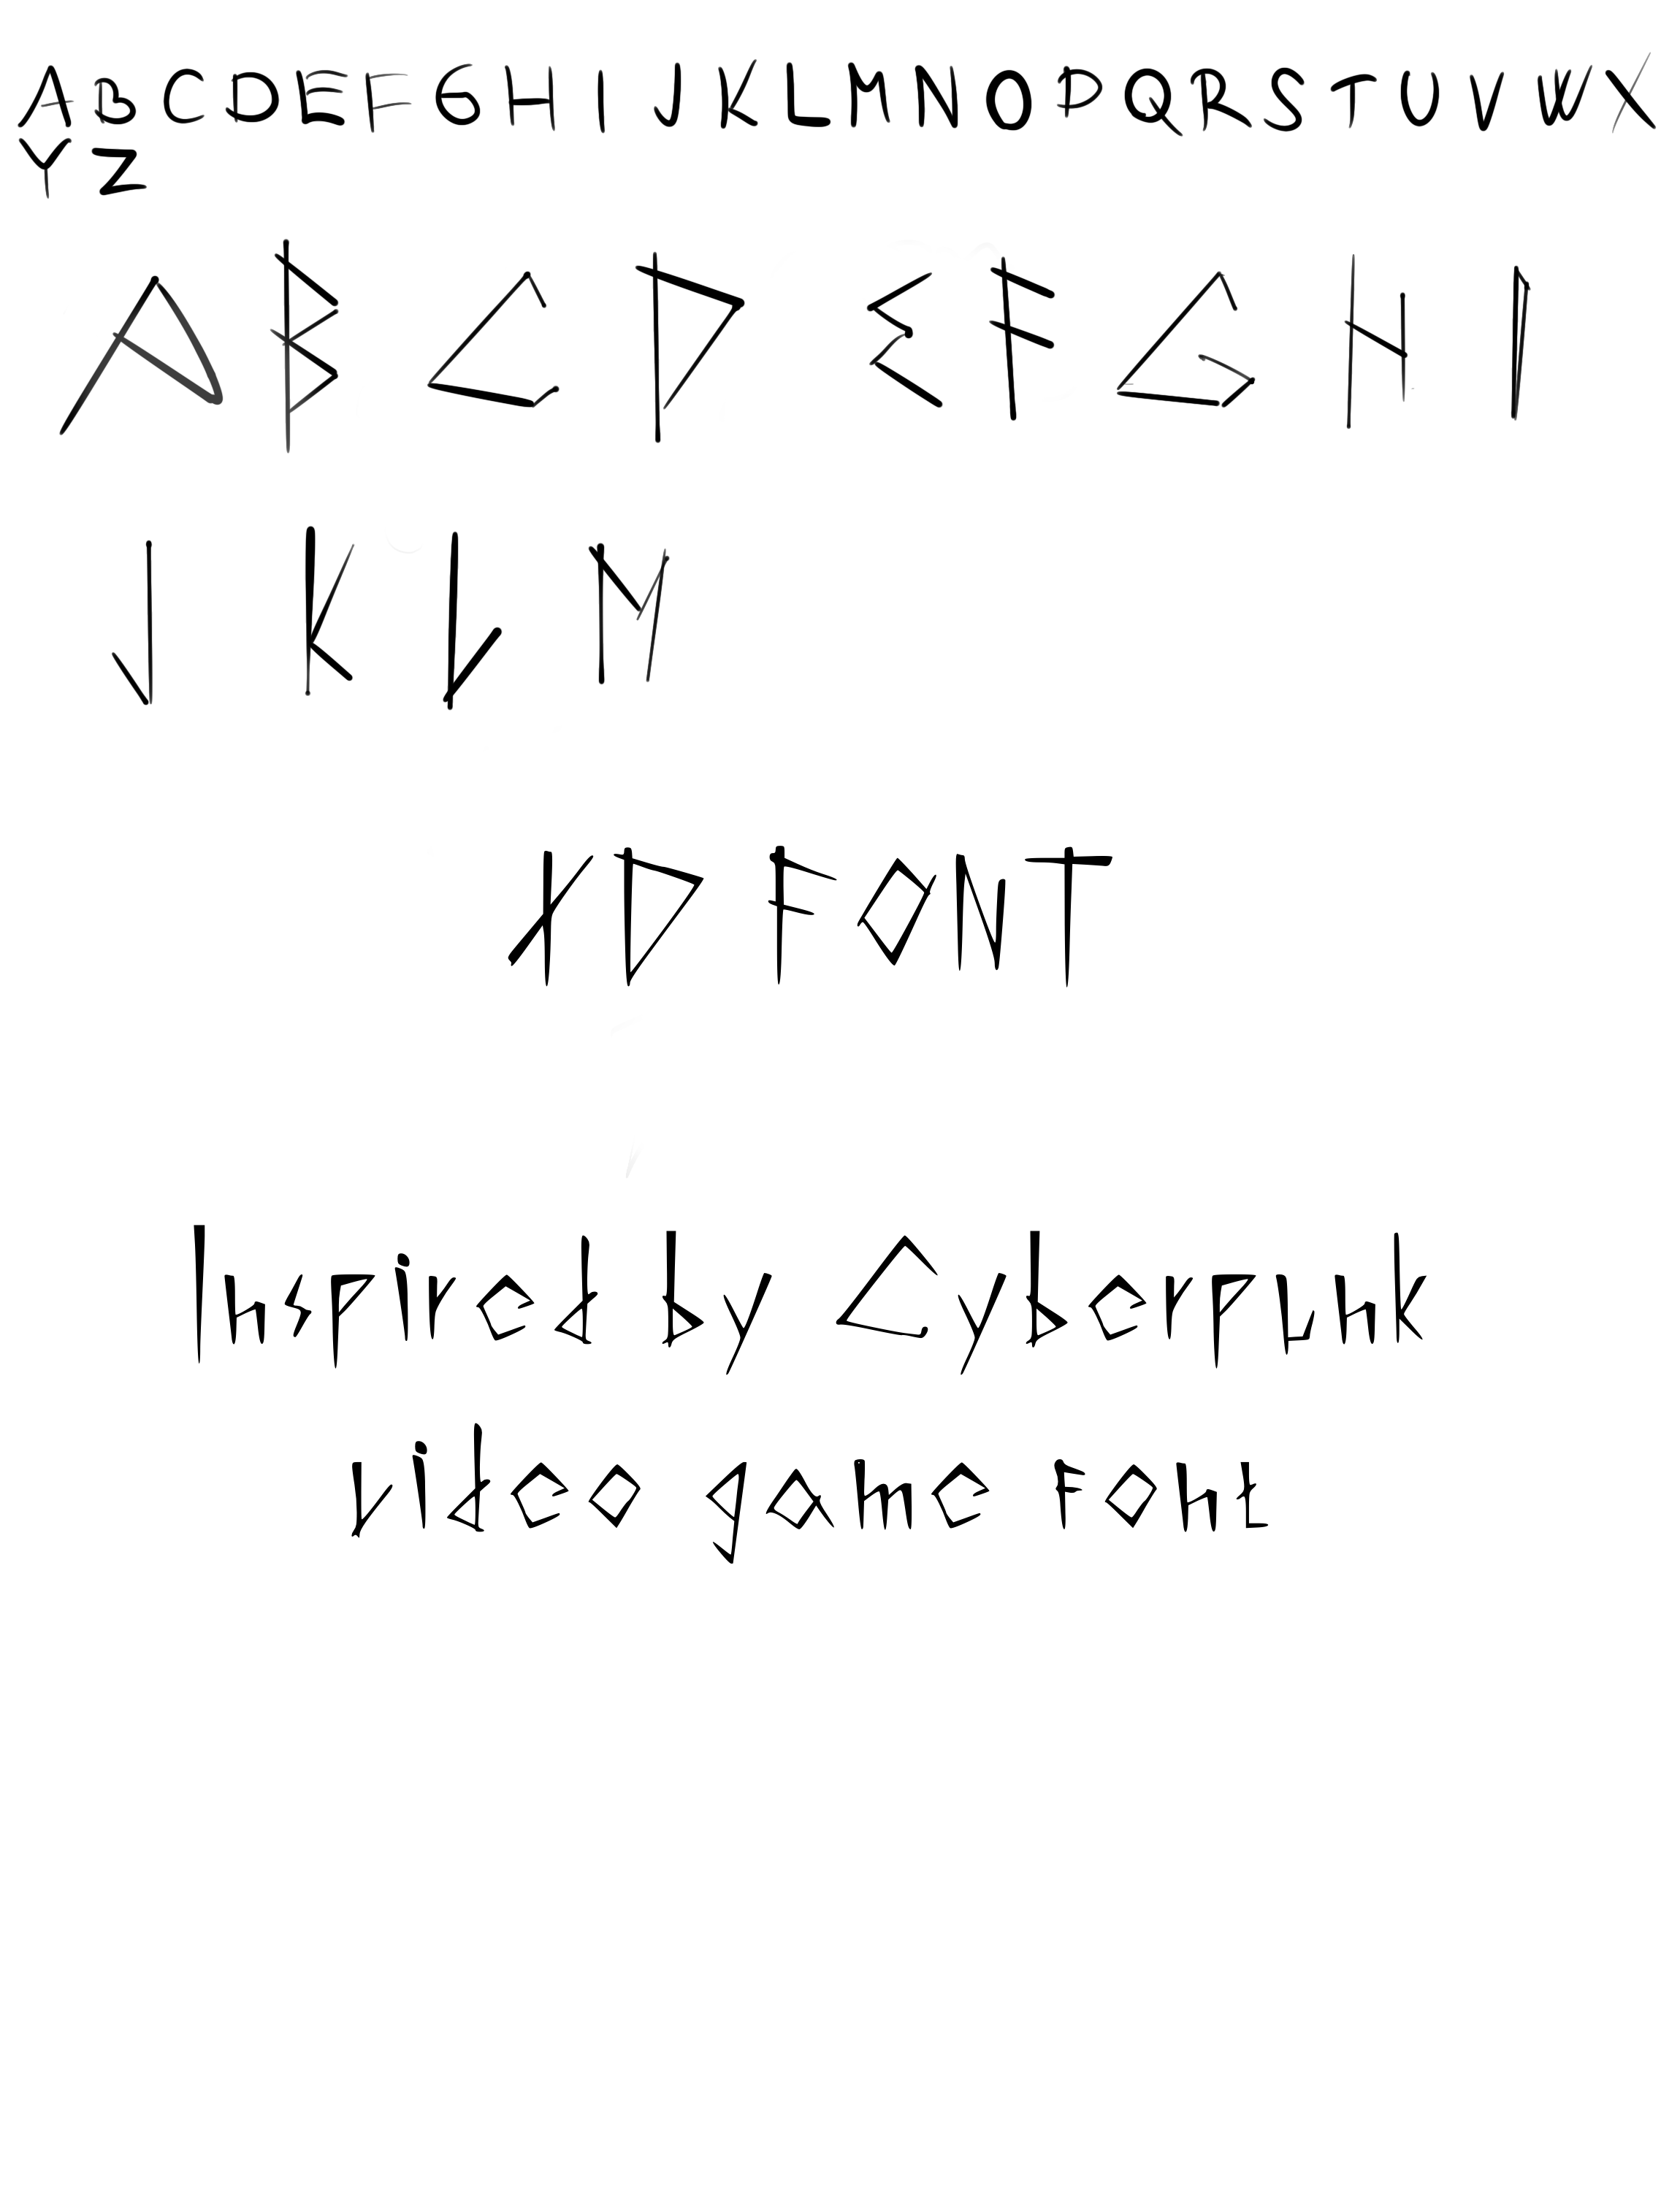 A B C D E F G H I J K L M N O P Q R S T U V W X
Y Z
A B C D E F G H I
J K L M
XD FONT
Inspired by Cyberpunk
video game font